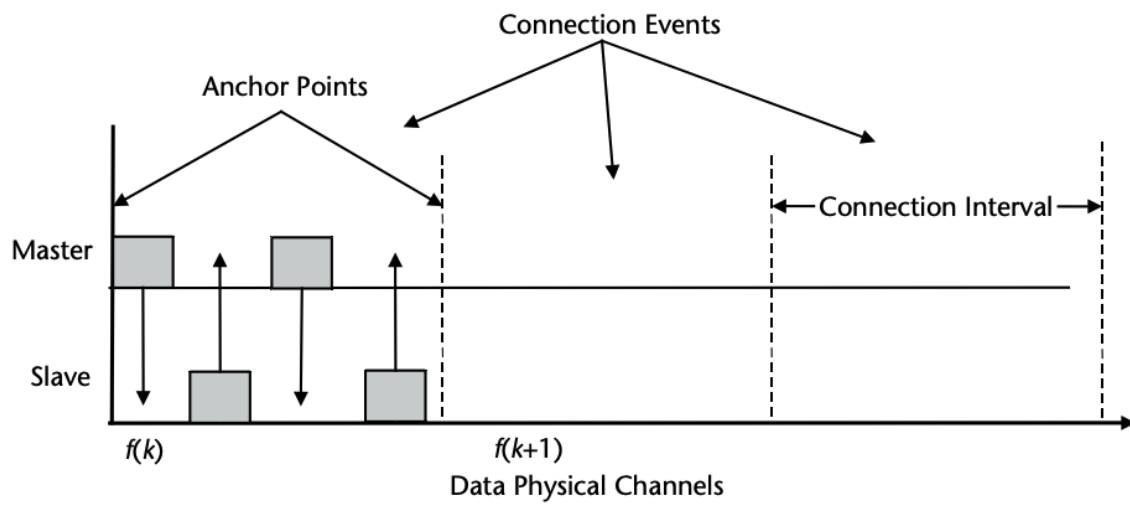 Connection Events
Anchor Points
Connection Interval
Master
Slave
f(k)
f(k+1)
Data Physical Channels